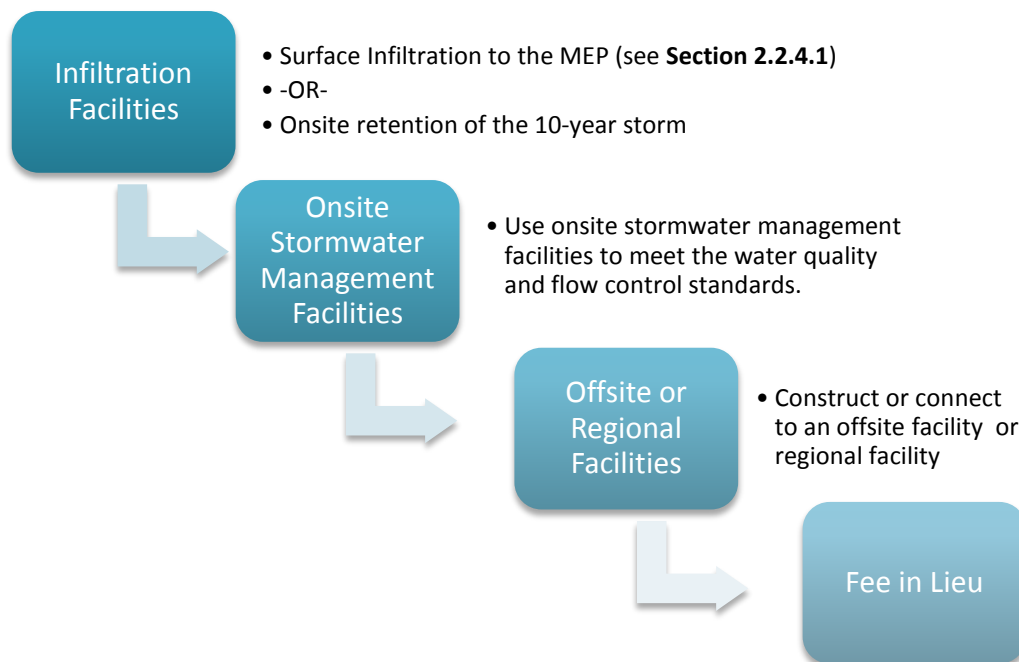 Infiltration
Facilities
• Surface Infiltration to the MEP (see Section 2.2.4.1)
• -OR-
• Onsite retention of the 10-year storm
Onsite
Stormwater
Management
Facilities
• Use onsite stormwater management
facilities to meet the water quality
and flow control standards.
Offsite or
Regional
Facilities
• Construct or connect
to an offsite facility or
regional facility
Fee in Lieu